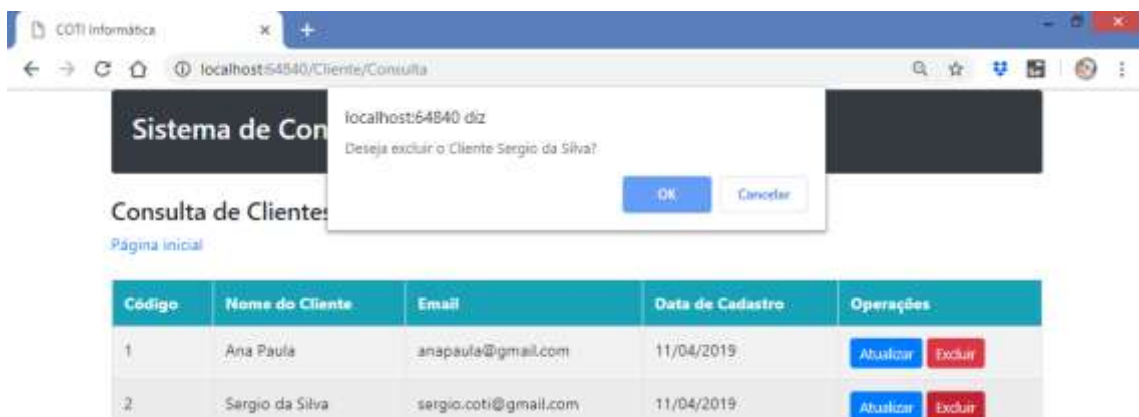 COTI Informática
localhost:64840/Cliente/Consulta
Sistema de Con
localhost:64840 diz
Deseja excluir o Cliente Sergio da Silva?
OK Cancelar
Consulta de Clientes
Página inicial
Código Nome do Cliente Email Data de Cadastro Operações
1 Ana Paula anapaula@gmail.com 11/04/2019 Atualizar Excluir
2 Sergio da Silva sergio.coti@gmail.com 11/04/2019 Atualizar Excluir